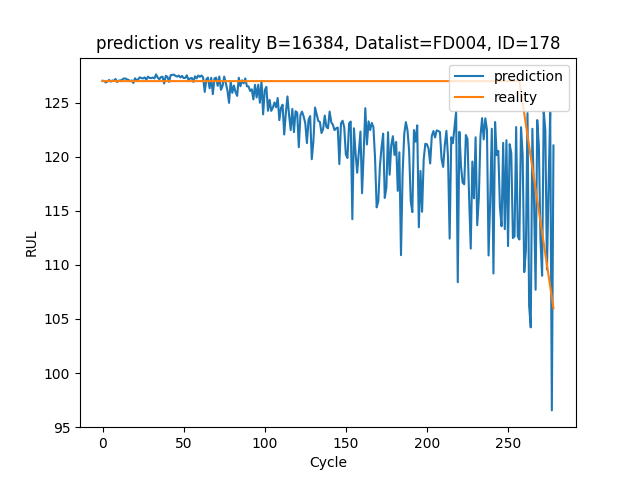 prediction vs reality B=16384, Datalist=FD004, ID=178
prediction
reality
125
120
115
110
105
100
95
RUL
0
50
100
150
200
250
Cycle